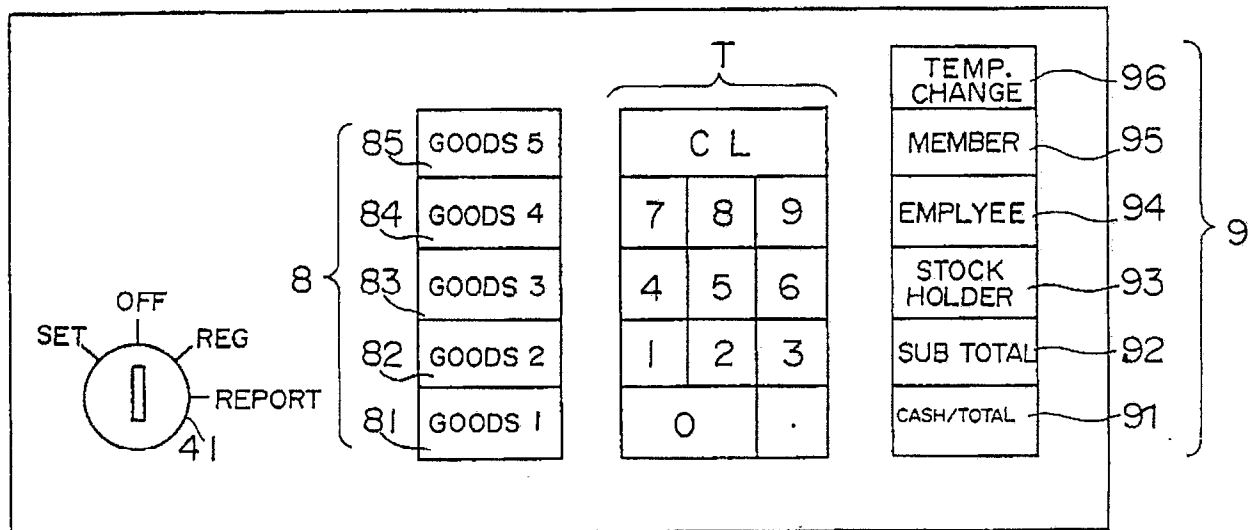 T
TEMP.
CHANGE
96
85
GOODS 5
CL
MEMBER
95
84
GOODS 4
7 8 9
EMPLYEE
94
8
83
GOODS 3
4 5 6
STOCK
HOLDER
93
9
OFF
SET
REG
82
GOODS 2
1 2 3
SUB TOTAL
92
REPORT
81
GOODS 1
0 .
CASH/TOTAL
91
41